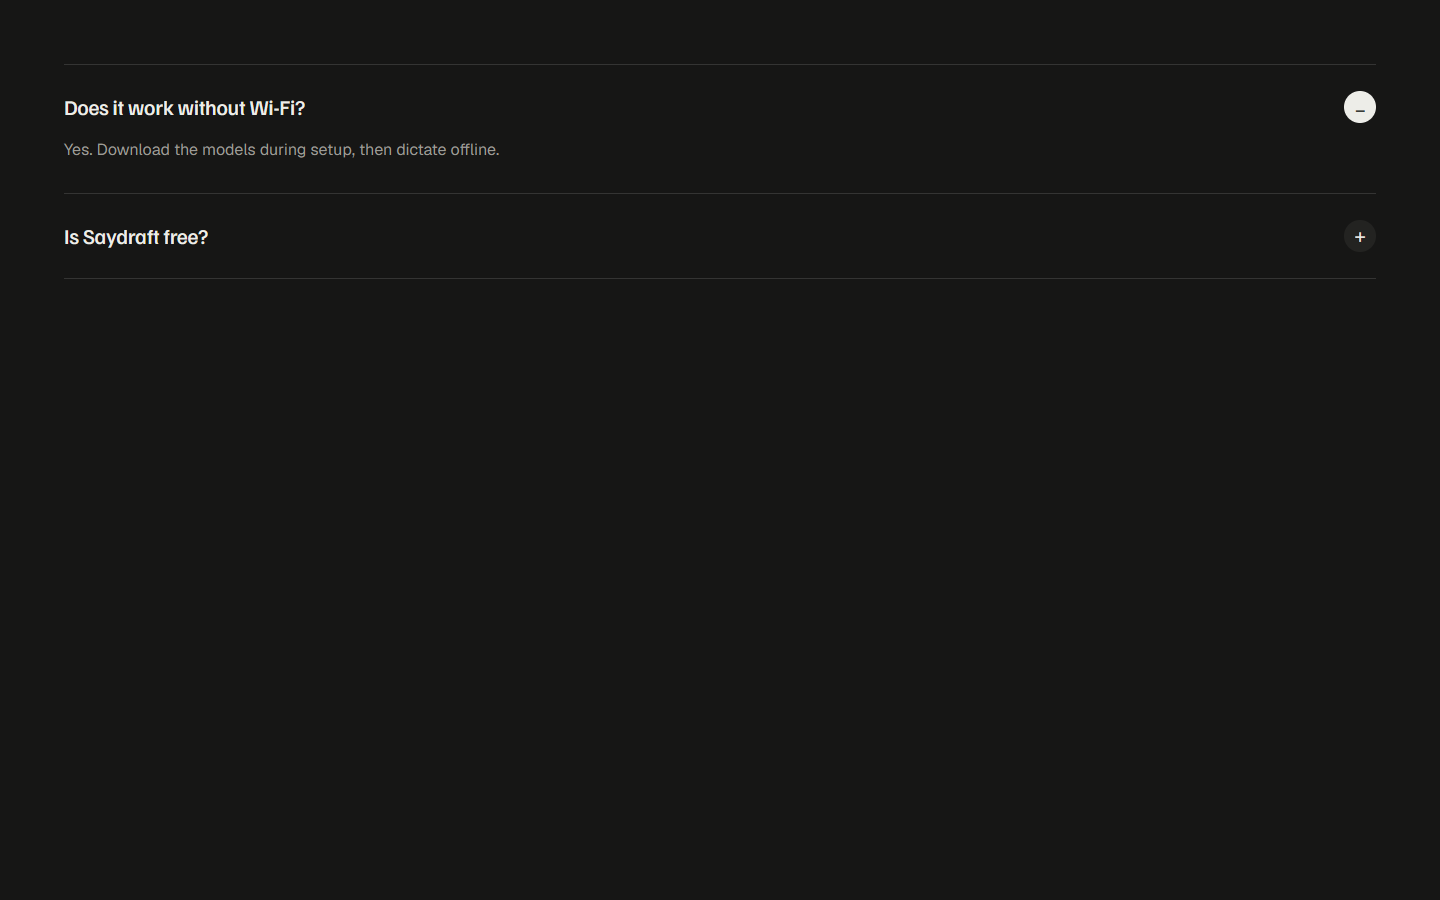 Does it work without Wi-Fi?
Yes. Download the models during setup, then dictate offline.
Is Saydraft free?